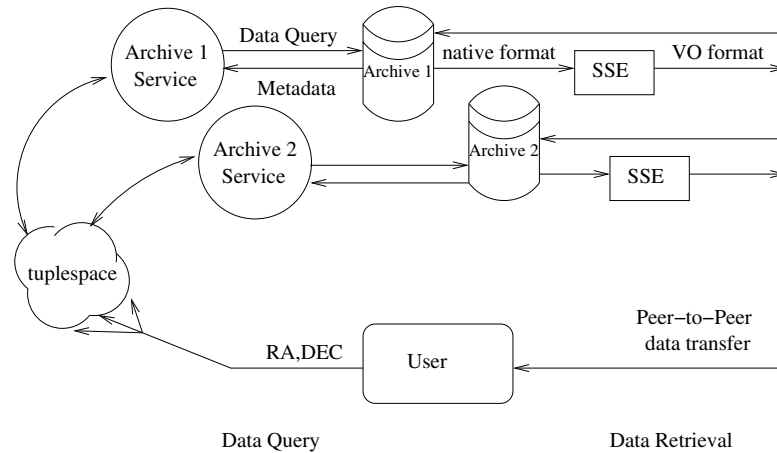 Archive 1
Service
Data Query
Metadata
Archive 1
native format
SSE
VO format
Archive 2
Service
Archive 2
SSE
tuplespace
RA,DEC
User
Peer−to−Peer
data transfer
Data Query
Data Retrieval